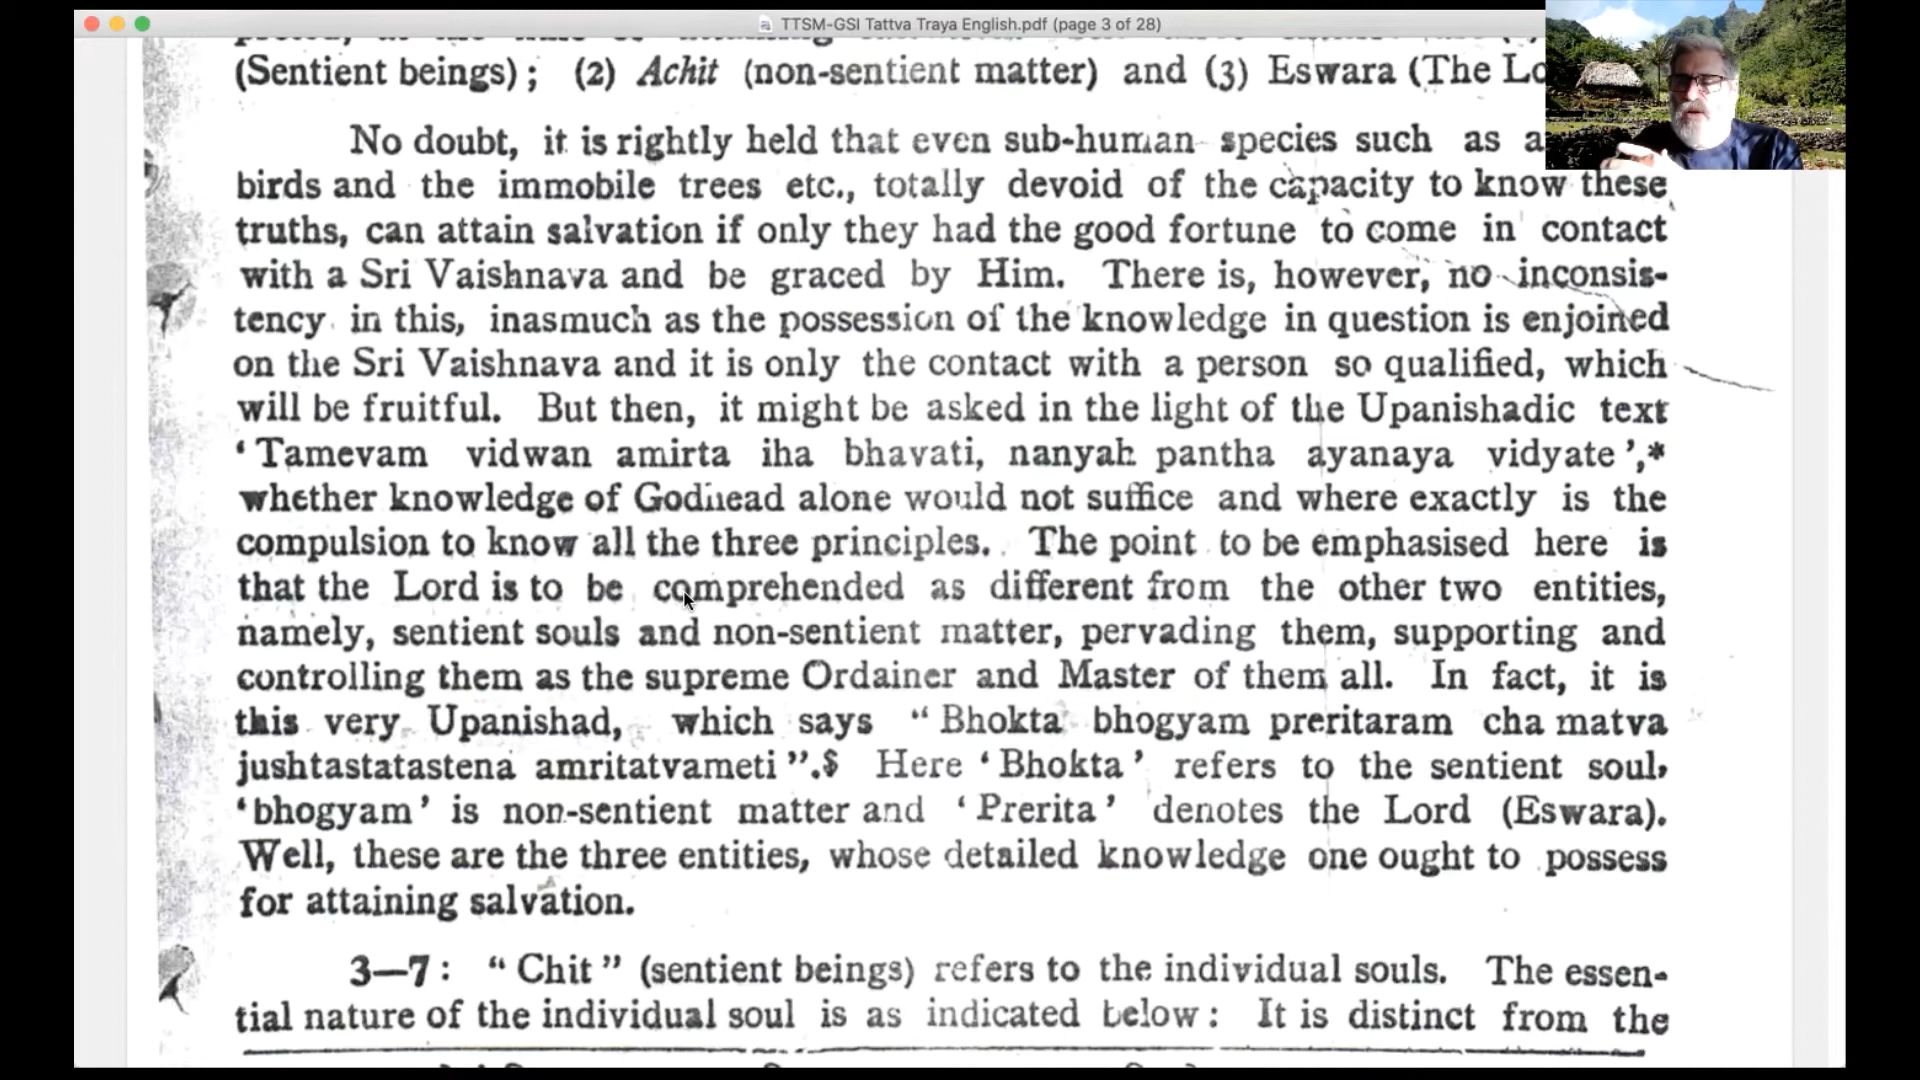 TTSM-GSI Tattva Traya English.pdf (page 3 of 28)
(Sentient beings) ; (2) Achit (non-sentient matter) and (3) Eswara (The
No doubt, it is rightly held that even sub-human species such as
birds and the immobile trees etc., totally devoid of the capacity to know these
truths, can attain salvation if only they had the good fortune to come in contact
with a Sri Vaishnava and be graced by Him. There is, however, no inconsis-
tency in this, inasmuch as the possession of the knowledge in question is enjoined
on the Sri Vaishnava and it is only the contact with a person so qualified, which
will be fruitful. But then, it might be asked in the light of the Upanishadic text
‘ Tamevam vidwan amirta iha bhavati, nanyah pantha ayanaya vidyate ’,*
whether knowledge of Godhead alone would not suffice and where exactly is the
compulsion to know all the three principles. The point to be emphasised here is
that the Lord is to be comprehended as different from the other two entities,
namely, sentient souls and non-sentient matter, pervading them, supporting and
controlling them as the supreme Ordainer and Master of them all. In fact, it is
this very Upanishad, which says “ Bhokta bhogyam preritaram cha matva
jushtastatastena amritatvameti ”.$ Here ‘ Bhokta ’ refers to the sentient soul,
‘bhogyam ’ is non-sentient matter and ‘ Prerita ’ denotes the Lord (Eswara).
Well, these are the three entities, whose detailed knowledge one ought to possess
for attaining salvation.
3—7 : “ Chit ” (sentient beings) refers to the individual souls. The essen-
tial nature of the individual soul is as indicated below : It is distinct from the